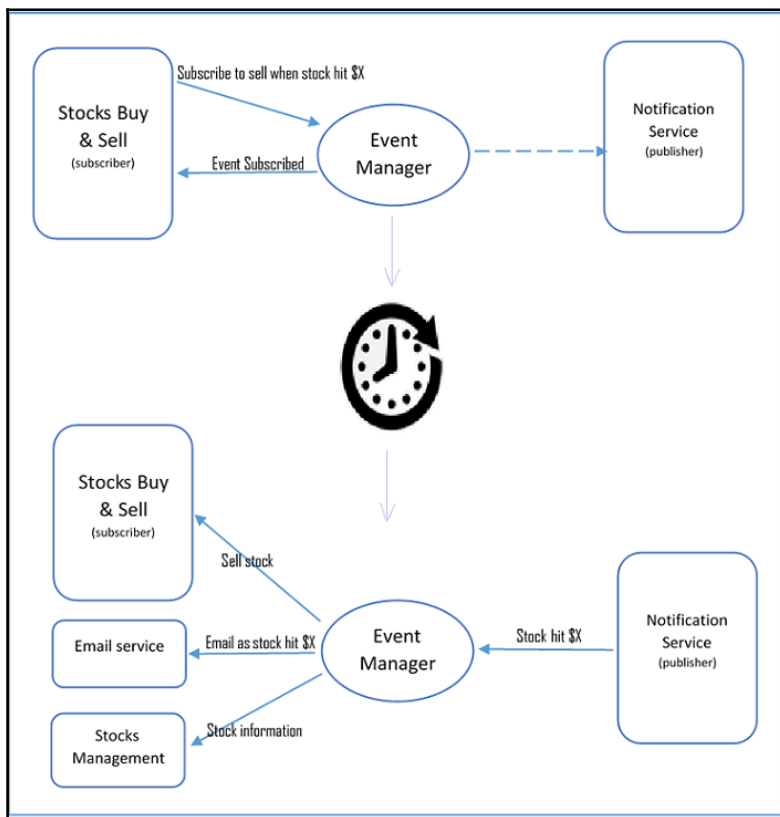 Subscribe to sell when stock hit $X
Stocks Buy
& Sell
(subscriber)
Event Subscribed
Event
Manager
Notification
Service
(publisher)
Stocks Buy
& Sell
(subscriber)
Sell stock
Email service
Email as stock hit $X
Event
Manager
Stock hit $X
Notification
Service
(publisher)
Stock information
Stocks
Management